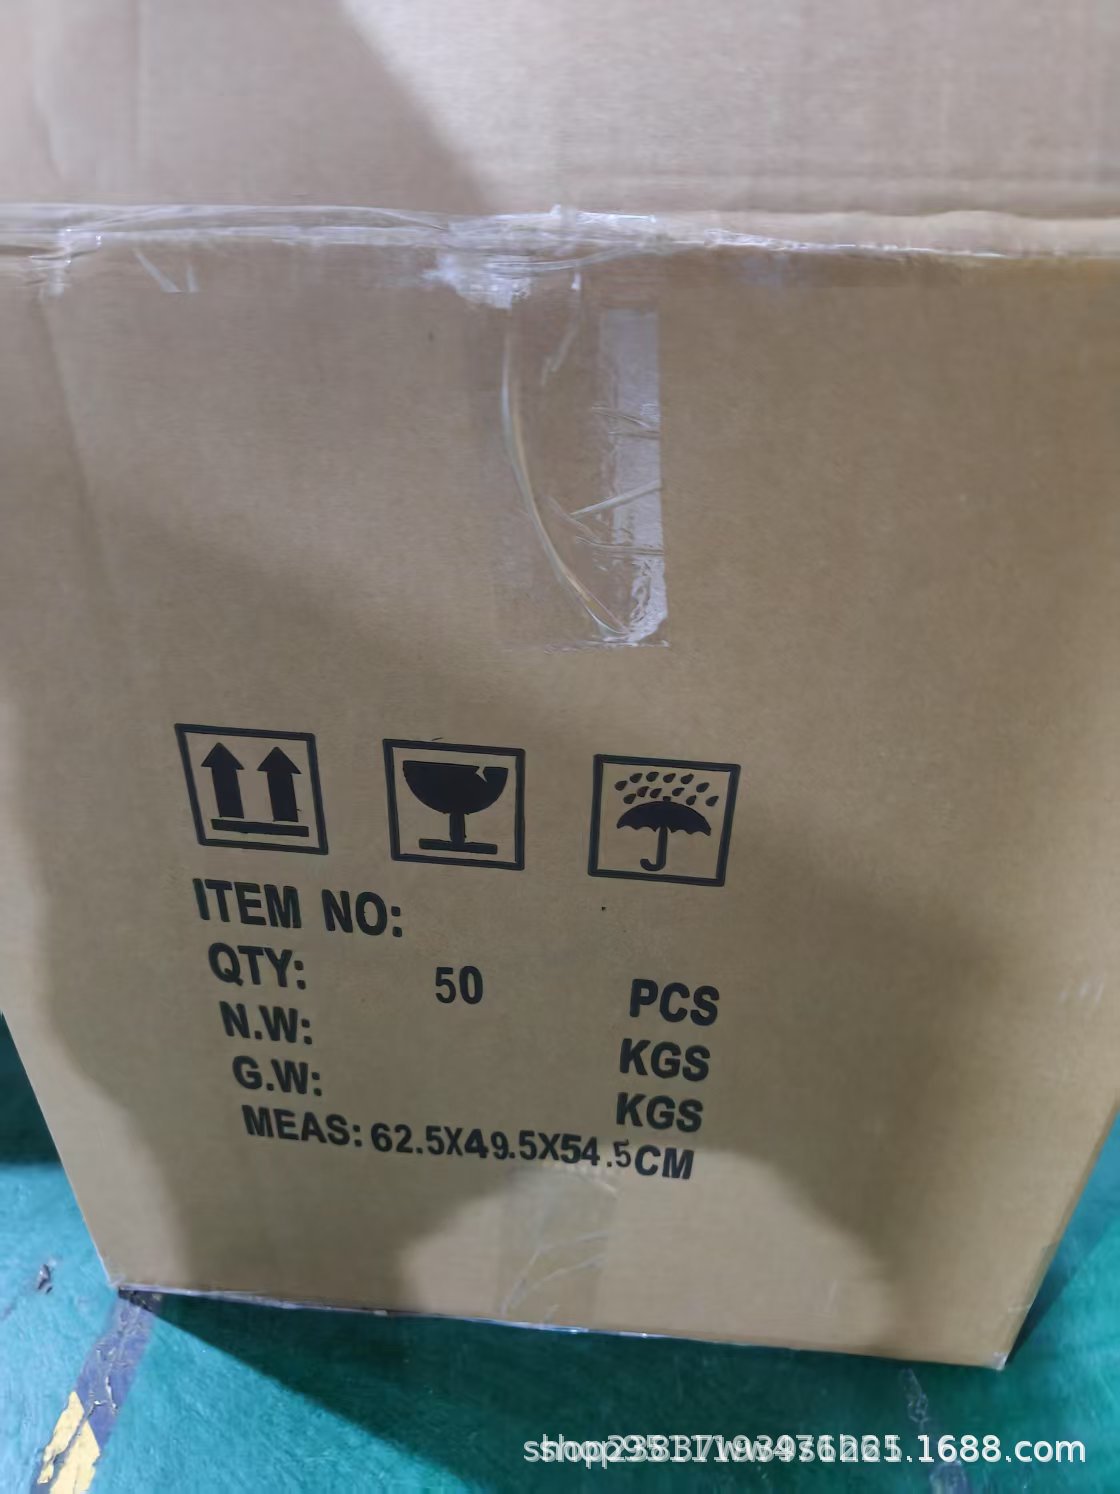 ITEM NO:
QTY: 50 PCS
N.W: KGS
G.W: KGS
MEAS: 62.5X49.5X54.5CM